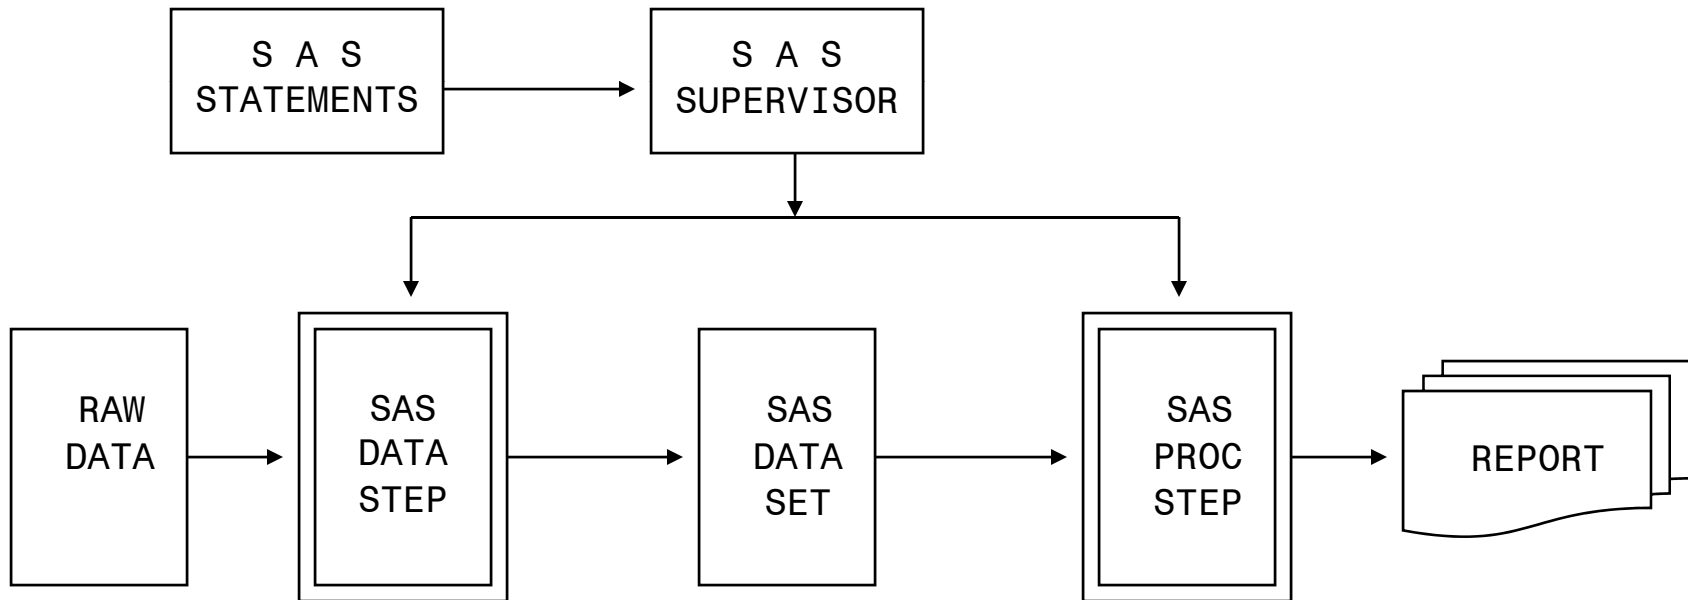 S A S
STATEMENTS
S A S
SUPERVISOR
RAW
DATA
SAS
DATA
STEP
SAS
DATA
SET
SAS
PROC
STEP
REPORT